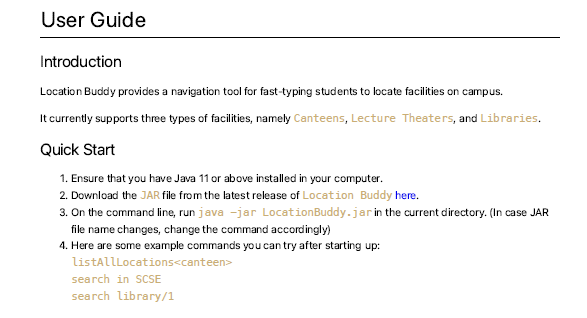 User Guide
Introduction
Location Buddy provides a navigation tool for fast-typing students to locate facilities on campus.
It currently supports three types of facilities, namely Canteens, Lecture Theaters, and Libraries.
Quick Start
1. Ensure that you have Java 11 or above installed in your computer.
2. Download the JAR file from the latest release of Location Buddy here.
3. On the command line, run java -jar LocationBuddy.jar in the current directory. (In case JAR
file name changes, change the command accordingly)
4. Here are some example commands you can try after starting up:
listAllLocations<canteen>
search in SCSE
search library/1